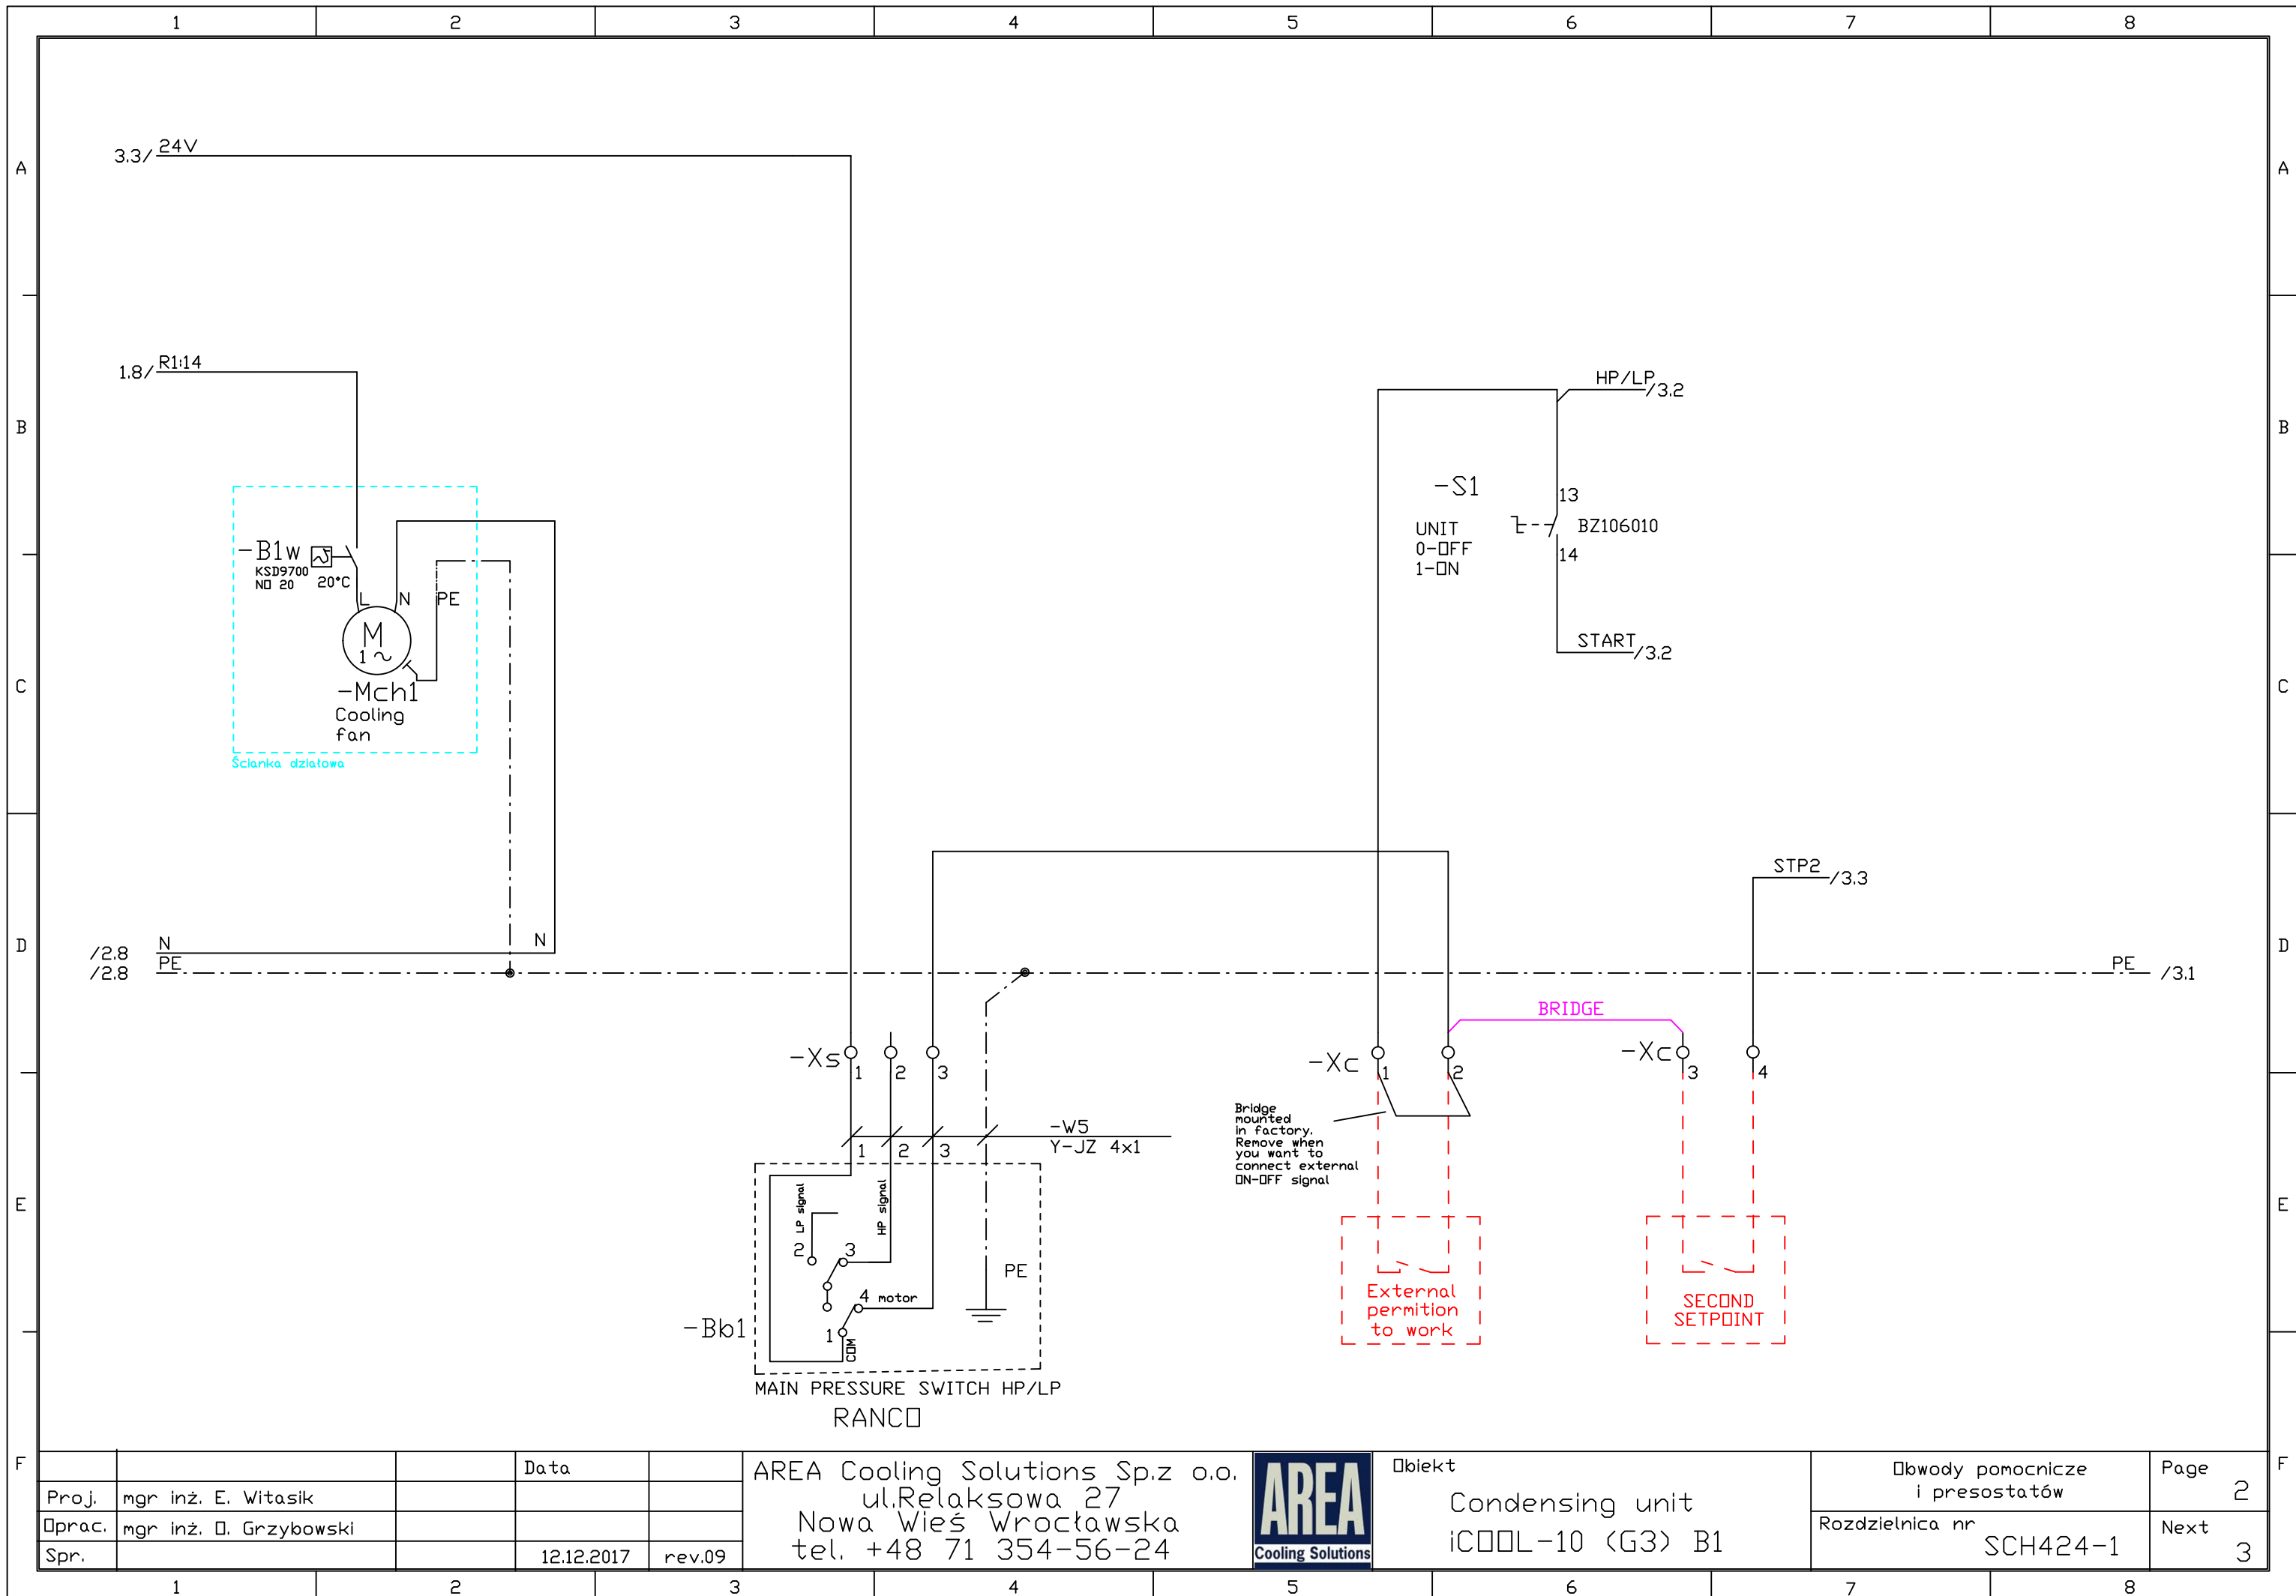 1 2 3 4 5 6 7 8
A A
3.3/ 24V
B B
1.8/ R1:14
HP/LP /3.2
-S1
13
UNIT
0-OFF
1-ON
BZ106010
14
START /3.2
-B1w
KSD9700
NO 20
20°C
L N PE
M
1~
-Mch1
Cooling
fan
Ścianka działowa
C C
STP2 /3.3
D D
/2.8 N N
/2.8 PE PE /3.1
BRIDGE
-Xs 1 2 3
-Xc 1 2
-Xc 3 4
Bridge
mounted
in factory.
Remove when
you want to
connect external
ON-OFF signal
-W5
Y-JZ 4x1
1 2 3
E E
LP signal
HP signal
2 3
PE
4 motor
-Bb1
1
COM
External
permition
to work
SECOND
SETPOINT
MAIN PRESSURE SWITCH HP/LP
RANCO
F F
Data
Proj. mgr inż. E. Witasik
Oprac. mgr inż. O. Grzybowski
Spr. 12.12.2017 rev.09
AREA Cooling Solutions Sp.z o.o.
ul.Relaksowa 27
Nowa Wieś Wrocławska
tel. +48 71 354-56-24
AREA
Cooling Solutions
Obiekt
Condensing unit
iCOOL-10 (G3) B1
Obwody pomocnicze
i presostatów
Rozdzielnica nr
SCH424-1
Page
2
Next
3
1 2 3 4 5 6 7 8